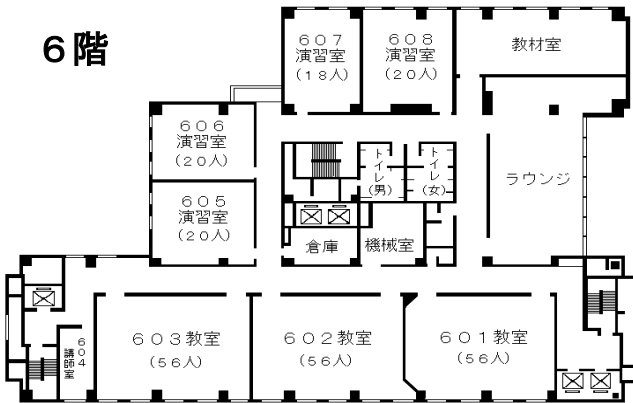 6階
607
演習室
(18人)
608
演習室
(20人)
教材室
606
演習室
(20人)
トイレ(男)
トイレ(女)
ラウンジ
605
演習室
(20人)
倉庫
機械室
604
講師室
603教室
(56人)
602教室
(56人)
601教室
(56人)